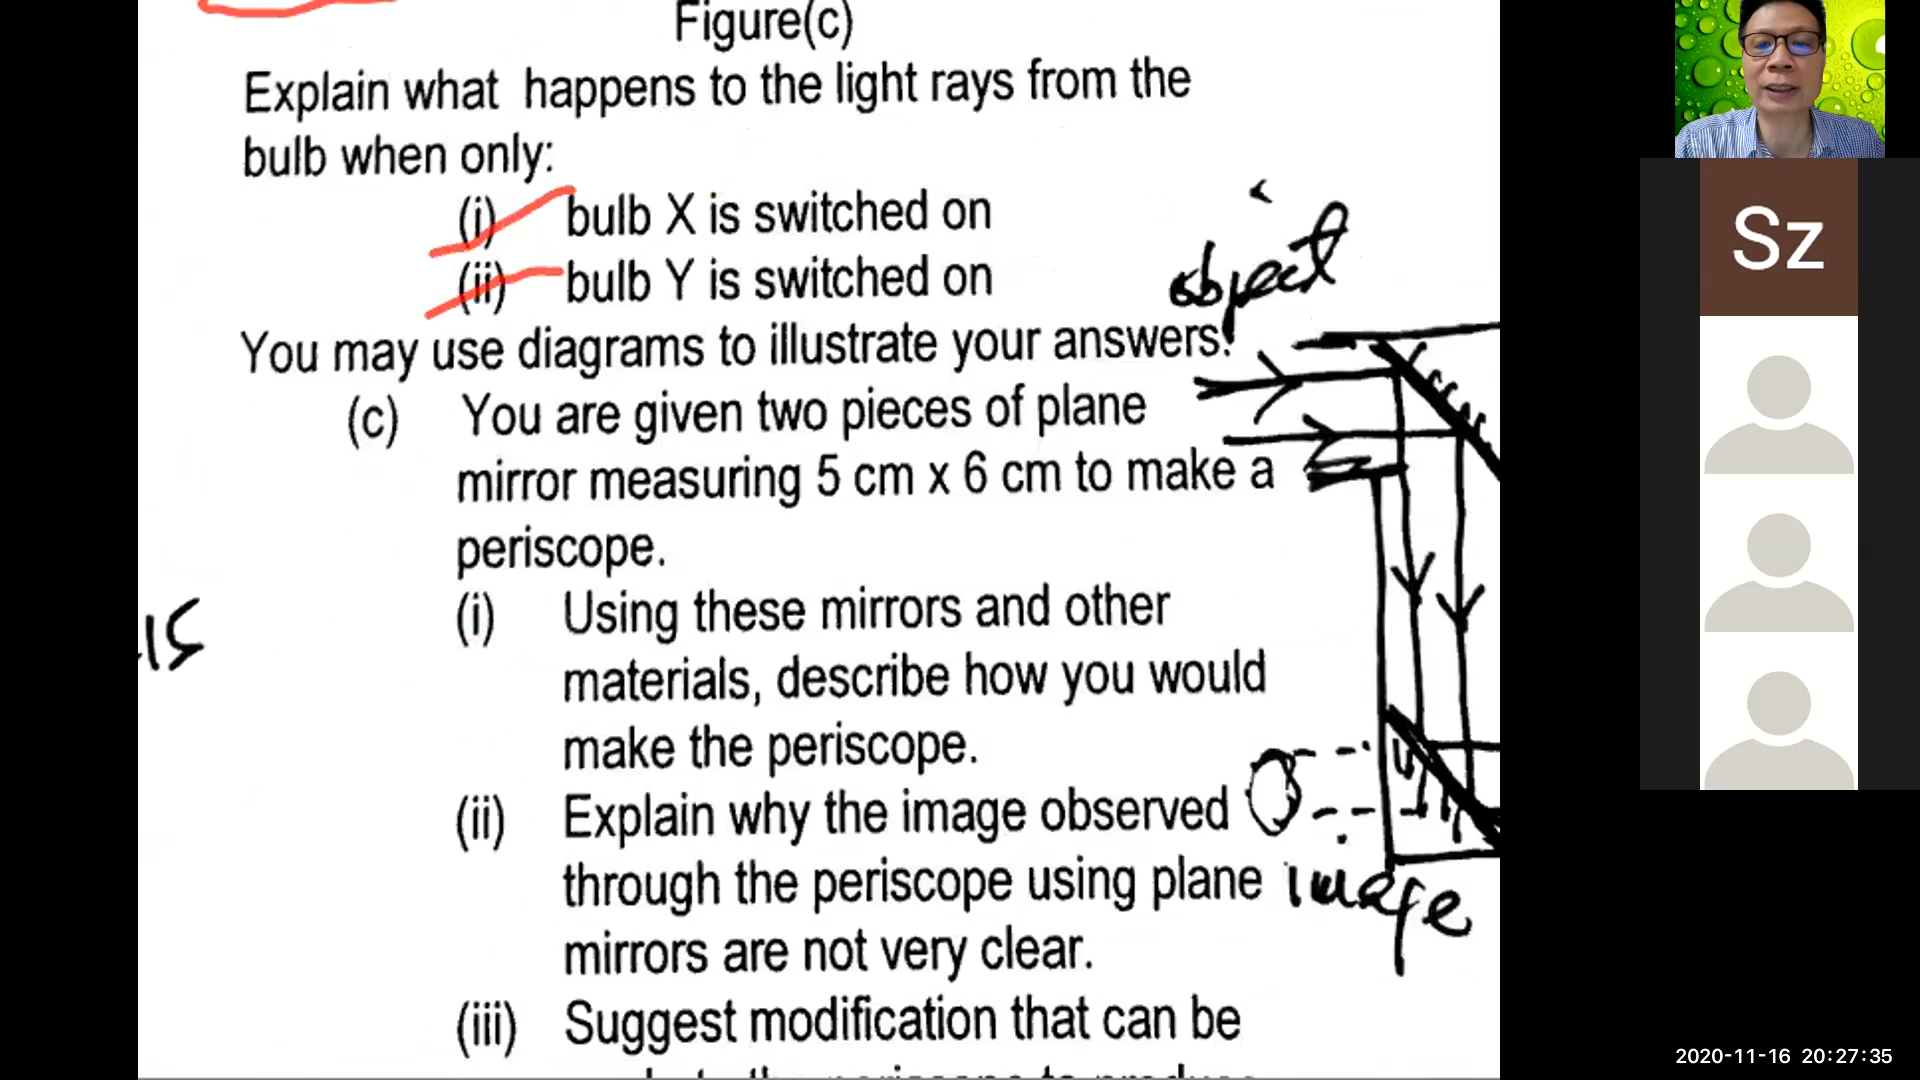 Figure(c)
Explain what happens to the light rays from the
bulb when only:
(i) bulb X is switched on
(ii) bulb Y is switched on
object
You may use diagrams to illustrate your answers.
(c) You are given two pieces of plane
mirror measuring 5 cm x 6 cm to make a
periscope.
(i) Using these mirrors and other
materials, describe how you would
make the periscope.
(ii) Explain why the image observed
through the periscope using plane
mirrors are not very clear.
image
(iii) Suggest modification that can be
Sz
2020-11-16 20:27:35